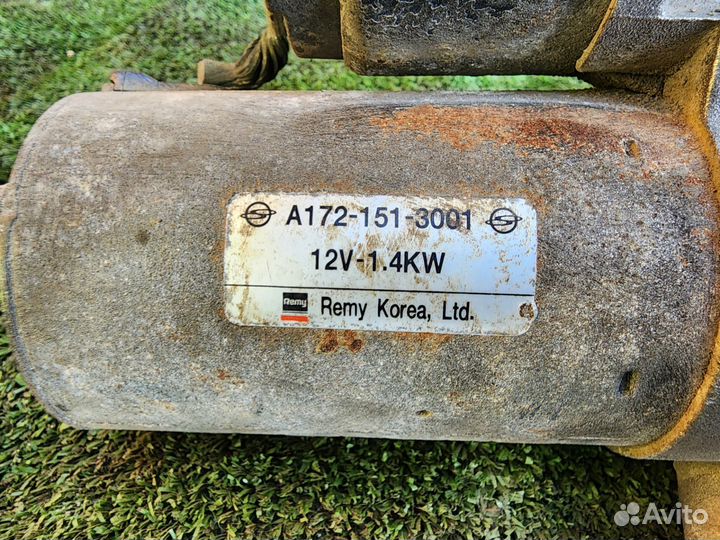 A172-151-3001
12V-1.4KW
Remy Remy Korea, Ltd.
Avito